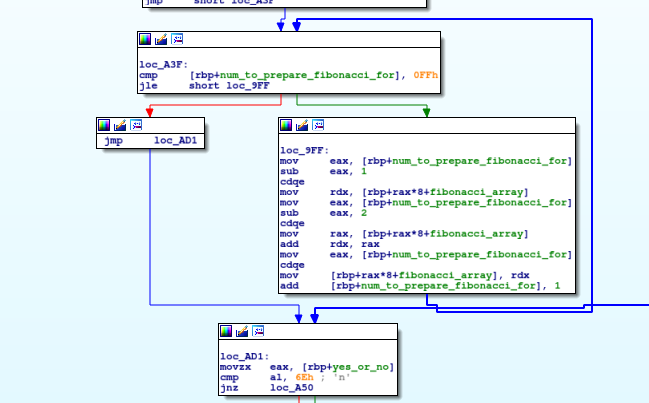 jmp     short loc_A3F
loc_A3F:
cmp     [rbp+num_to_prepare_fibonacci_for], 0FFh
jle     short loc_9FF
jmp     loc_AD1
loc_9FF:
mov     eax, [rbp+num_to_prepare_fibonacci_for]
sub     eax, 1
cdqe
mov     rdx, [rbp+rax*8+fibonacci_array]
mov     eax, [rbp+num_to_prepare_fibonacci_for]
sub     eax, 2
cdqe
mov     rax, [rbp+rax*8+fibonacci_array]
add     rdx, rax
mov     eax, [rbp+num_to_prepare_fibonacci_for]
cdqe
mov     [rbp+rax*8+fibonacci_array], rdx
add     [rbp+num_to_prepare_fibonacci_for], 1
loc_AD1:
movzx   eax, [rbp+yes_or_no]
cmp     al, 6Eh ; 'n'
jnz     loc_A50